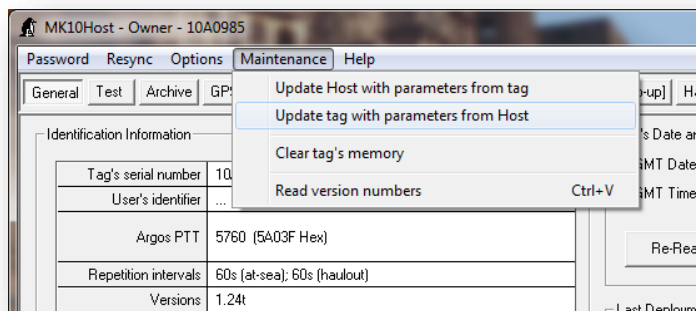 MK10Host - Owner - 10A0985
Password Resync Options Maintenance Help
General Test Archive
Update Host with parameters from tag
Update tag with parameters from Host
Clear tag's memory
Read version numbers Ctrl+V
Identification Information
Tag's serial number
User's identifier ...
Argos PTT 5760 (5A03F Hex)
Repetition intervals 60s (at-sea); 60s (haulout)
Versions 1.24t
's Date
GMT Date
GMT Time